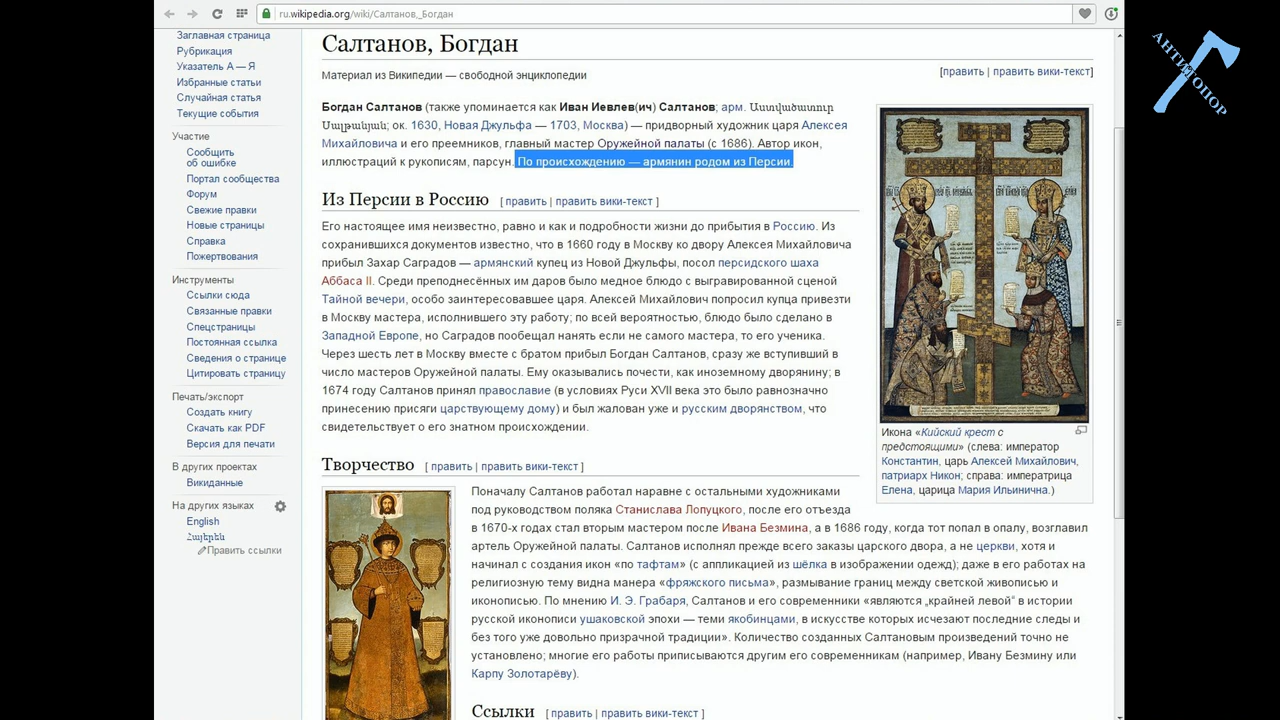 ru.wikipedia.org/wiki/Салтанов,_Богдан
АНТИТОПОР
Заглавная страница
Рубрикация
Указатель А — Я
Избранные статьи
Случайная статья
Текущие события
Участие
Сообщить
об ошибке
Портал сообщества
Форум
Свежие правки
Новые страницы
Справка
Пожертвования
Инструменты
Ссылки сюда
Связанные правки
Спецстраницы
Постоянная ссылка
Сведения о странице
Цитировать страницу
Печать/экспорт
Создать книгу
Скачать как PDF
Версия для печати
В других проектах
Викиданные
На других языках
English
Հայերեն
Править ссылки
Салтанов, Богдан
Материал из Википедии — свободной энциклопедии
[править | править вики-текст]
Богдан Салтанов (также упоминается как Иван Иевлев(ич) Салтанов; арм. Աստվածատուր
Սալթանյան; ок. 1630, Новая Джульфа — 1703, Москва) — придворный художник царя Алексея
Михайловича и его преемников, главный мастер Оружейной палаты (с 1686). Автор икон,
иллюстраций к рукописям, парсун. По происхождению — армянин родом из Персии.
Из Персии в Россию [ править | править вики-текст ]
Его настоящее имя неизвестно, равно и как и подробности жизни до прибытия в Россию. Из
сохранившихся документов известно, что в 1660 году в Москву ко двору Алексея Михайловича
прибыл Захар Саградов — армянский купец из Новой Джульфы, посол персидского шаха
Аббаса II. Среди преподнесённых им даров было медное блюдо с выгравированной сценой
Тайной вечери, особо заинтересовавшее царя. Алексей Михайлович попросил купца привезти
в Москву мастера, исполнившего эту работу; по всей вероятности, блюдо было сделано в
Западной Европе, но Саградов пообещал нанять если не самого мастера, то его ученика.
Через шесть лет в Москву вместе с братом прибыл Богдан Салтанов, сразу же вступивший в
число мастеров Оружейной палаты. Ему оказывались почести, как иноземному дворянину; в
1674 году Салтанов принял православие (в условиях Руси XVII века это было равнозначно
принесению присяги царствующему дому) и был жалован уже и русским дворянством, что
свидетельствует о его знатном происхождении.
Икона «Кийский крест с
предстоящими» (слева: император
Константин, царь Алексей Михайлович,
патриарх Никон; справа: императрица
Елена, царица Мария Ильинична.)
Творчество [ править | править вики-текст ]
Поначалу Салтанов работал наравне с остальными художниками
под руководством поляка Станислава Лопуцкого, после его отъезда
в 1670-х годах стал вторым мастером после Ивана Безмина, а в 1686 году, когда тот попал в опалу, возглавил
артель Оружейной палаты. Салтанов исполнял прежде всего заказы царского двора, а не церкви, хотя и
начинал с создания икон «по тафтам» (с аппликацией из шёлка в изображении одежд); даже в его работах на
религиозную тему видна манера «фряжского письма», размывание границ между светской живописью и
иконописью. По мнению И. Э. Грабаря, Салтанов и его современники «являются „крайней левой“ в истории
русской иконописи ушаковской эпохи — теми якобинцами, в искусстве которых исчезают последние следы и
без того уже довольно призрачной традиции». Количество созданных Салтановым произведений точно не
установлено; многие его работы приписываются другим его современникам (например, Ивану Безмину или
Карпу Золотарёву).
Ссылки [ править | править вики-текст ]